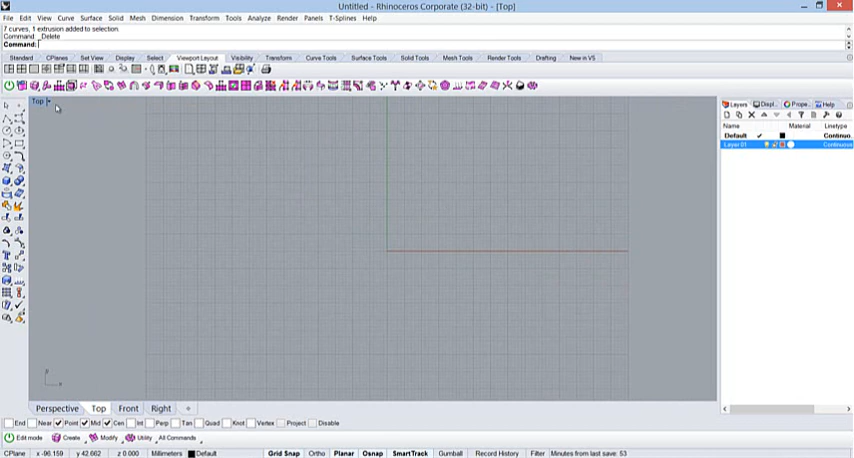 Untitled - Rhinoceros Corporate (32-bit) - [Top]
File Edit View Curve Surface Solid Mesh Dimension Transform Tools Analyze Render Panels T-Splines Help
7 curves, 1 extrusion added to selection.
Command: _Delete
Command:
Standard CPlanes Set View Display Select Viewport Layout Visibility Transform Curve Tools Surface Tools Solid Tools Mesh Tools Render Tools Drafting New in V5
Top
Layers Displ... Prope... Help
Name Material Linetype
Default Continuo
Layer 01 Continuous
y
x
Perspective Top Front Right
End Near Point Mid Cen Int Perp Tan Quad Knot Vertex Project Disable
Edit mode Create Modify Utility All Commands
CPlane x -96.159 y 42.662 z 0.000 Millimeters Default Grid Snap Ortho Planar Osnap SmartTrack Gumball Record History Filter Minutes from last save: 53